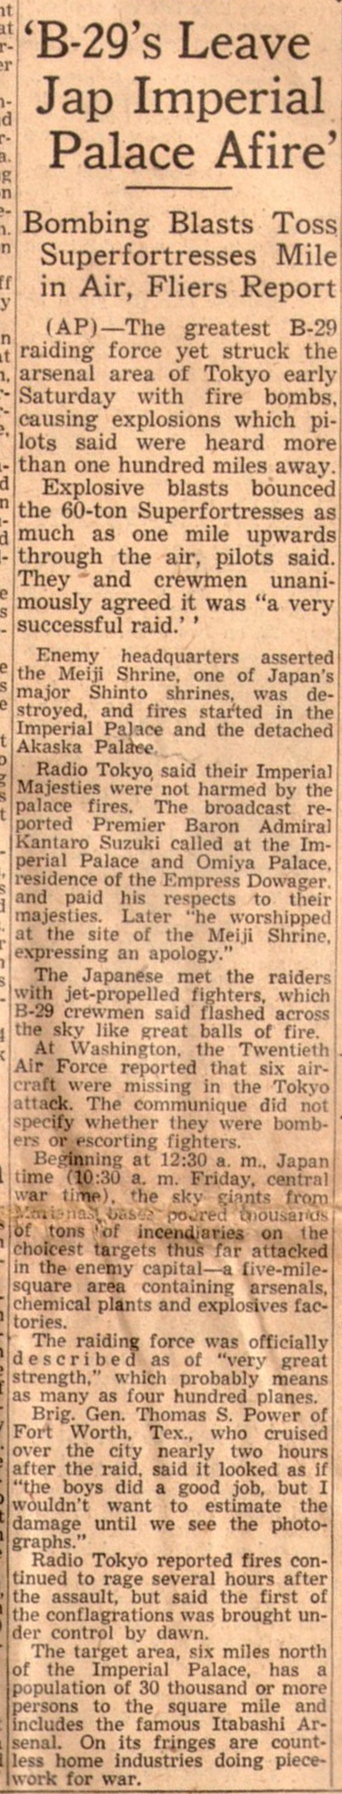 'B-29's Leave
Jap Imperial
Palace Afire'
Bombing Blasts Toss
Superfortresses Mile
in Air, Fliers Report
(AP)—The greatest B-29
raiding force yet struck the
arsenal area of Tokyo early
Saturday with fire bombs,
causing explosions which pi-
lots said were heard more
than one hundred miles away.
Explosive blasts bounced
the 60-ton Superfortresses as
much as one mile upwards
through the air, pilots said.
They and crewmen unani-
mously agreed it was "a very
successful raid.' '
Enemy headquarters asserted
the Meiji Shrine, one of Japan's
major Shinto shrines, was de-
stroyed, and fires started in the
Imperial Palace and the detached
Akaska Palace.
Radio Tokyo said their Imperial
Majesties were not harmed by the
palace fires. The broadcast re-
ported Premier Baron Admiral
Kantaro Suzuki called at the Im-
perial Palace and Omiya Palace,
residence of the Empress Dowager,
and paid his respects to their
majesties. Later "he worshipped
at the site of the Meiji Shrine,
expressing an apology."
The Japanese met the raiders
with jet-propelled fighters, which
B-29 crewmen said flashed across
the sky like great balls of fire.
At Washington, the Twentieth
Air Force reported that six air-
craft were missing in the Tokyo
attack. The communique did not
specify whether they were bomb-
ers or escorting fighters.
Beginning at 12:30 a. m., Japan
time (10:30 a. m. Friday, central
war time), the sky giants from
Marianas bases poured thousands
of tons of incendiaries on the
choicest targets thus far attacked
in the enemy capital—a five-mile-
square area containing arsenals,
chemical plants and explosives fac-
tories.
The raiding force was officially
described as of "very great
strength," which probably means
as many as four hundred planes.
Brig. Gen. Thomas S. Power of
Fort Worth, Tex., who cruised
over the city nearly two hours
after the raid, said it looked as if
"the boys did a good job, but I
wouldn't want to estimate the
damage until we see the photo-
graphs."
Radio Tokyo reported fires con-
tinued to rage several hours after
the assault, but said the first of
the conflagrations was brought un-
der control by dawn.
The target area, six miles north
of the Imperial Palace, has a
population of 30 thousand or more
persons to the square mile and
includes the famous Itabashi Ar-
senal. On its fringes are count-
less home industries doing piece-
work for war.